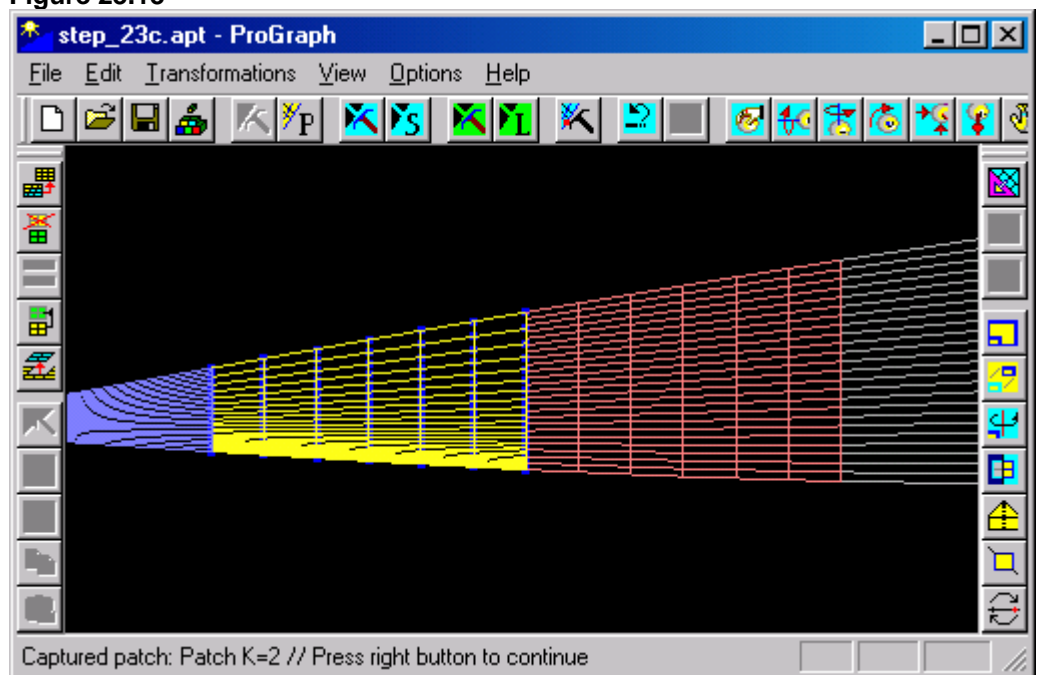 step_23c.apt - ProGraph
File Edit Transformations View Options Help
P S L
Captured patch: Patch K=2 // Press right button to continue